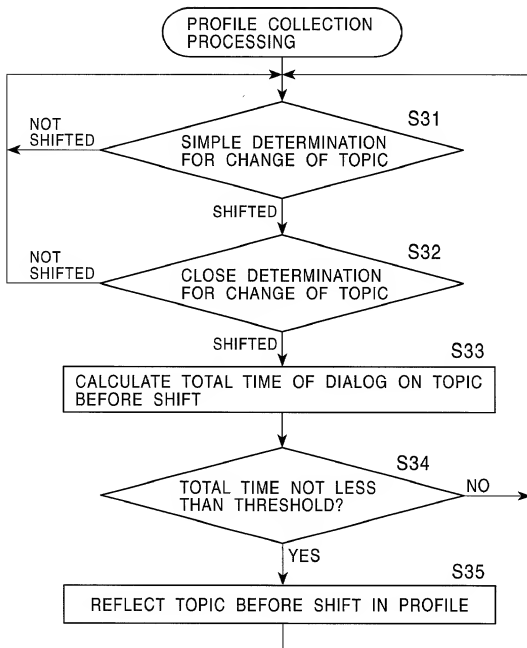 PROFILE COLLECTION
PROCESSING
S31
NOT
SHIFTED
SIMPLE DETERMINATION
FOR CHANGE OF TOPIC
SHIFTED
S32
NOT
SHIFTED
CLOSE DETERMINATION
FOR CHANGE OF TOPIC
SHIFTED
S33
CALCULATE TOTAL TIME OF DIALOG ON TOPIC
BEFORE SHIFT
S34
TOTAL TIME NOT LESS
THAN THRESHOLD?
NO
YES
S35
REFLECT TOPIC BEFORE SHIFT IN PROFILE